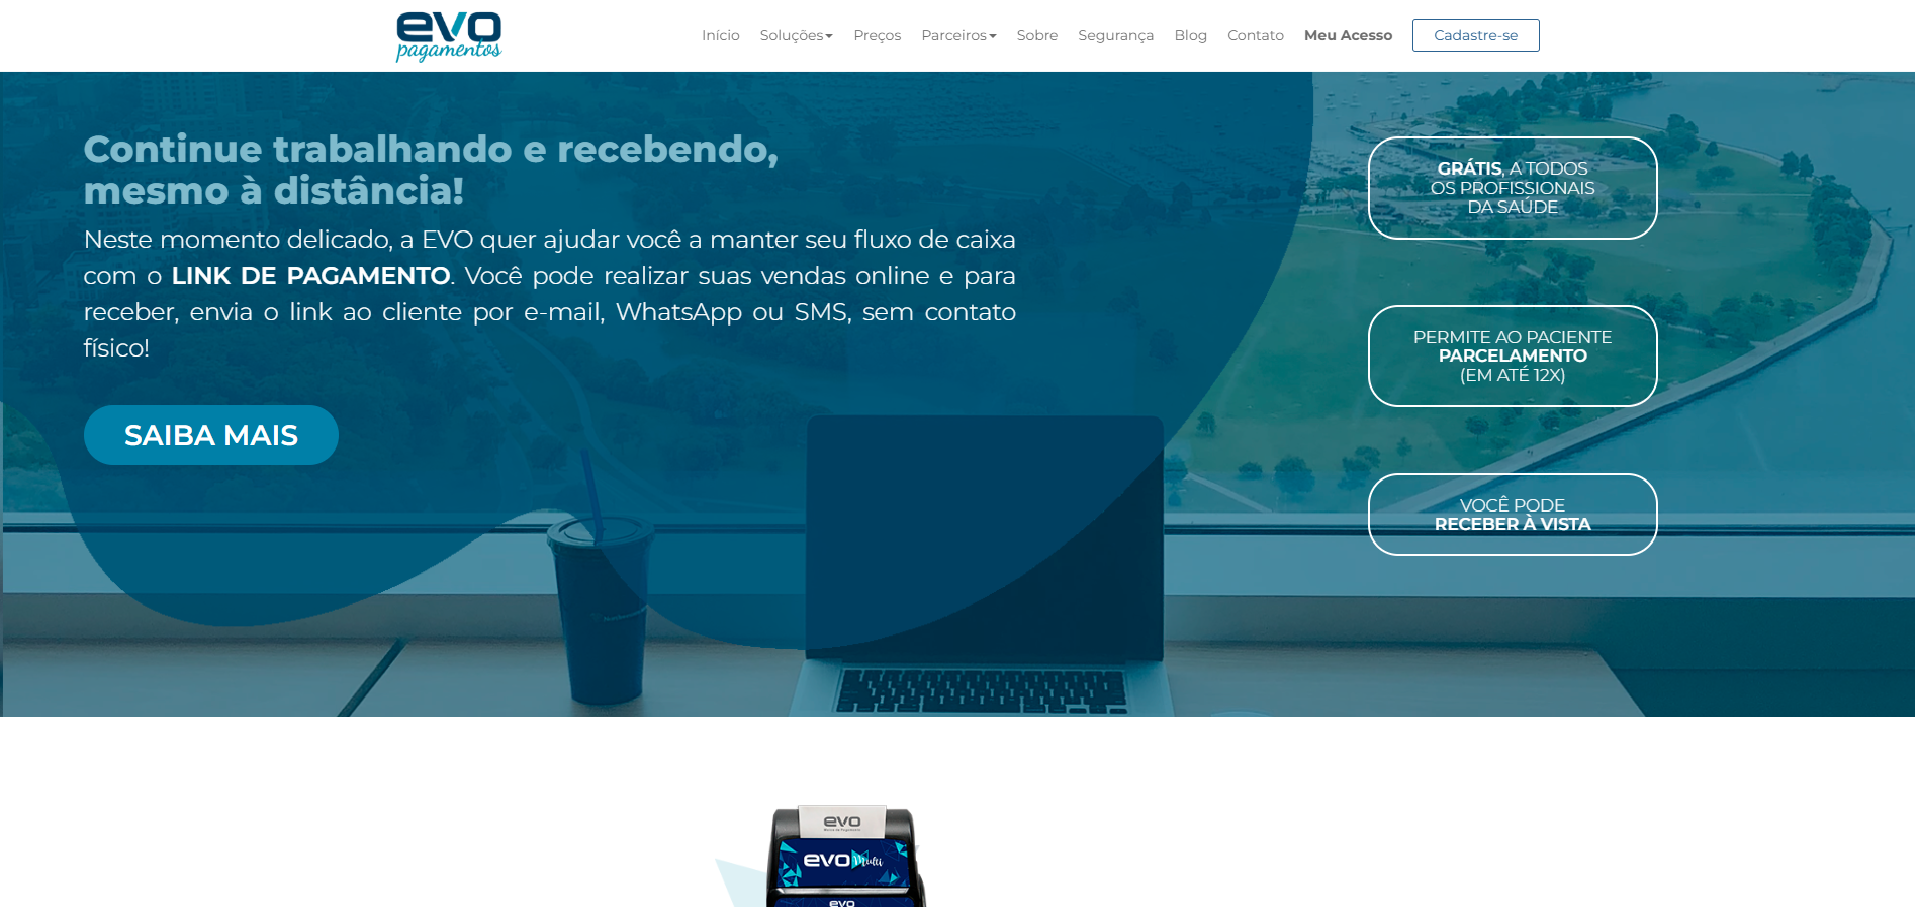 evo
pagamentos
Início Soluções Preços Parceiros Sobre Segurança Blog Contato Meu Acesso Cadastre-se
Continue trabalhando e recebendo,
mesmo à distância!
Neste momento delicado, a EVO quer ajudar você a manter seu fluxo de caixa
com o LINK DE PAGAMENTO. Você pode realizar suas vendas online e para
receber, envia o link ao cliente por e-mail, WhatsApp ou SMS, sem contato
físico!
SAIBA MAIS
GRÁTIS, A TODOS
OS PROFISSIONAIS
DA SAÚDE
PERMITE AO PACIENTE
PARCELAMENTO
(EM ATÉ 12X)
VOCÊ PODE
RECEBER À VISTA
evo
evo Multi
evo